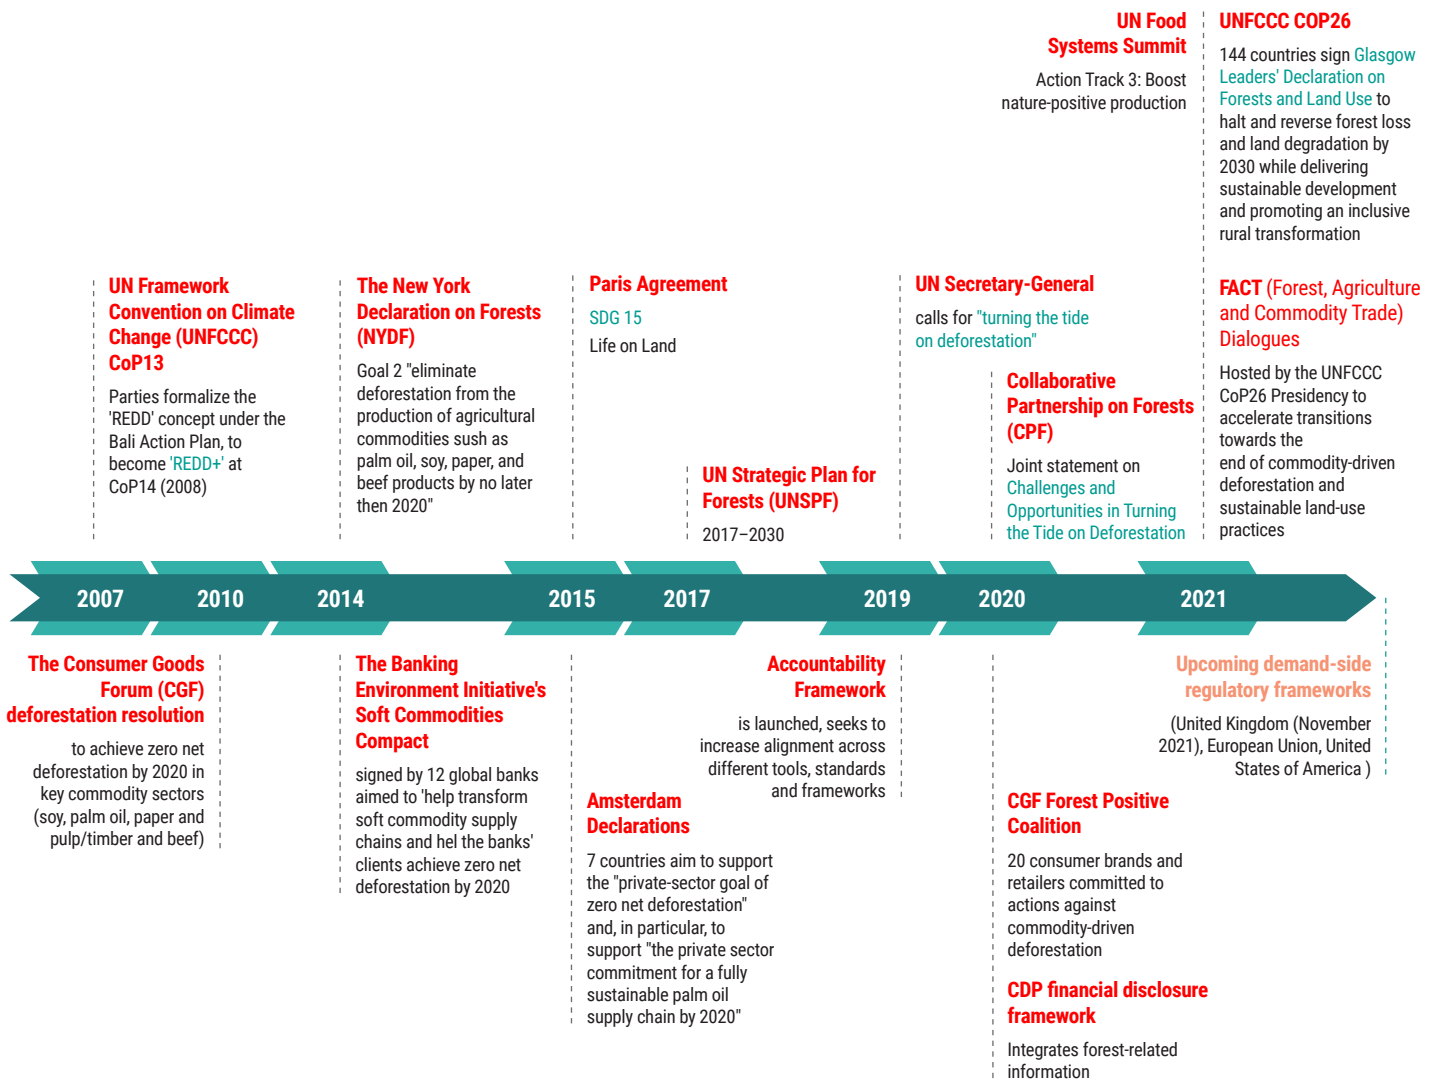 UN Food
Systems Summit
Action Track 3: Boost
nature-positive production
UNFCCC COP26
144 countries sign Glasgow
Leaders' Declaration on
Forests and Land Use to
halt and reverse forest loss
and land degradation by
2030 while delivering
sustainable development
and promoting an inclusive
rural transformation
UN Framework
Convention on Climate
Change (UNFCCC)
CoP13
Parties formalize the
'REDD' concept under the
Bali Action Plan, to
become 'REDD+' at
CoP14 (2008)
The New York
Declaration on Forests
(NYDF)
Goal 2 "eliminate
deforestation from the
production of agricultural
commodities sush as
palm oil, soy, paper, and
beef products by no later
then 2020"
Paris Agreement
SDG 15
Life on Land
UN Strategic Plan for
Forests (UNSPF)
2017–2030
UN Secretary-General
calls for "turning the tide
on deforestation"
Collaborative
Partnership on Forests
(CPF)
Joint statement on
Challenges and
Opportunities in Turning
the Tide on Deforestation
FACT (Forest, Agriculture
and Commodity Trade)
Dialogues
Hosted by the UNFCCC
CoP26 Presidency to
accelerate transitions
towards the
end of commodity-driven
deforestation and
sustainable land-use
practices
2007 2010 2014 2015 2017 2019 2020 2021
The Consumer Goods
Forum (CGF)
deforestation resolution
to achieve zero net
deforestation by 2020 in
key commodity sectors
(soy, palm oil, paper and
pulp/timber and beef)
The Banking
Environment Initiative's
Soft Commodities
Compact
signed by 12 global banks
aimed to 'help transform
soft commodity supply
chains and hel the banks'
clients achieve zero net
deforestation by 2020
Amsterdam
Declarations
7 countries aim to support
the "private-sector goal of
zero net deforestation"
and, in particular, to
support "the private sector
commitment for a fully
sustainable palm oil
supply chain by 2020"
Accountability
Framework
is launched, seeks to
increase alignment across
different tools, standards
and frameworks
CGF Forest Positive
Coalition
20 consumer brands and
retailers committed to
actions against
commodity-driven
deforestation
CDP financial disclosure
framework
Integrates forest-related
information
Upcoming demand-side
regulatory frameworks
(United Kingdom (November
2021), European Union, United
States of America )